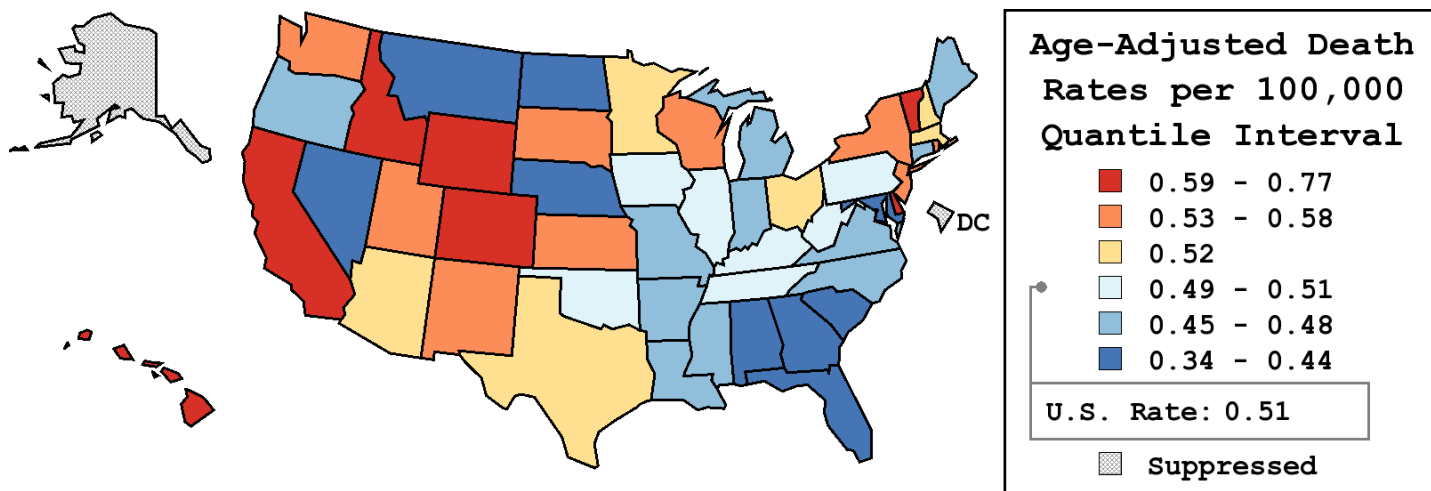 Age-Adjusted Death
Rates per 100,000
Quantile Interval
0.59 - 0.77
0.53 - 0.58
0.52
0.49 - 0.51
0.45 - 0.48
0.34 - 0.44
U.S. Rate: 0.51
Suppressed
DC